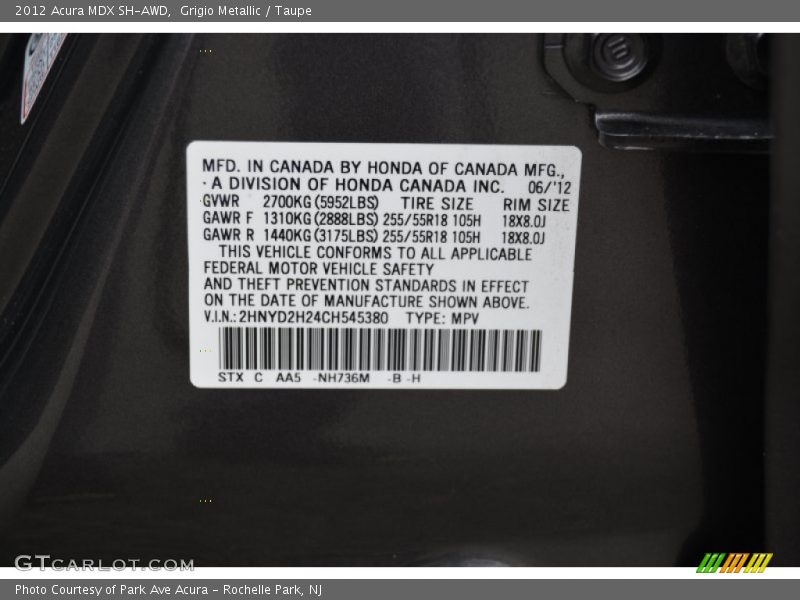 2012 Acura MDX SH-AWD,  Grigio Metallic / Taupe
MFD. IN CANADA BY HONDA OF CANADA MFG.,
A DIVISION OF HONDA CANADA INC.   06/'12
GVWR   2700KG (5952LBS)   TIRE SIZE   RIM SIZE
GAWR F 1310KG (2888LBS) 255/55R18 105H   18X8.0J
GAWR R 1440KG (3175LBS) 255/55R18 105H   18X8.0J
THIS VEHICLE CONFORMS TO ALL APPLICABLE
FEDERAL MOTOR VEHICLE SAFETY
AND THEFT PREVENTION STANDARDS IN EFFECT
ON THE DATE OF MANUFACTURE SHOWN ABOVE.
V.I.N.: 2HNYD2H24CH545380   TYPE: MPV
STX  C  AA5  -NH736M  -B -H
GTCARLOT.COM
Photo Courtesy of Park Ave Acura - Rochelle Park, NJ